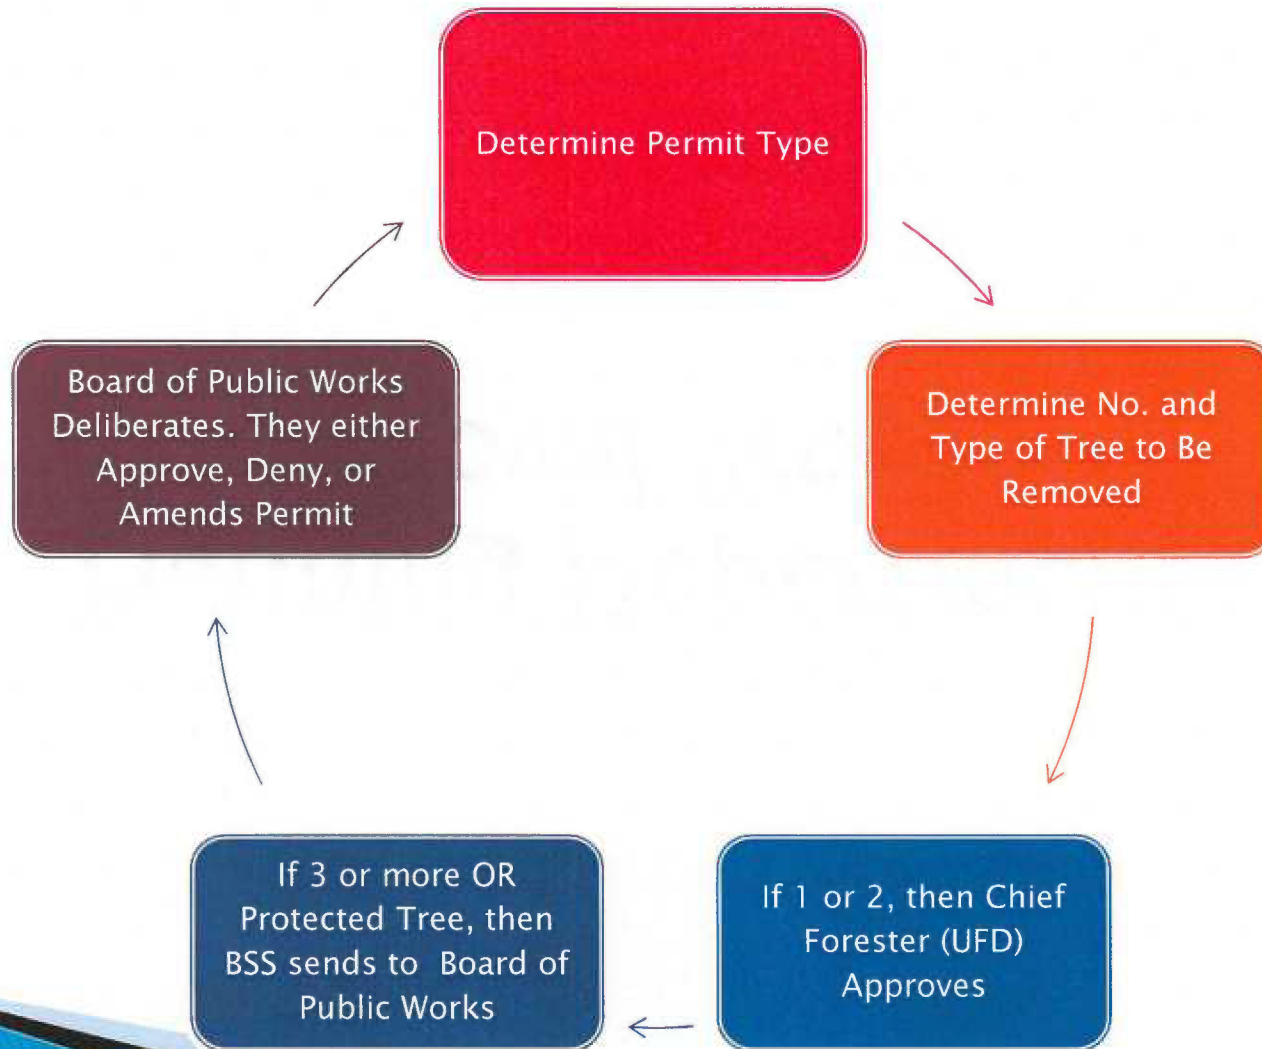 Determine Permit Type
Determine No. and
Type of Tree to Be
Removed
If 1 or 2, then Chief
Forester (UFD)
Approves
If 3 or more OR
Protected Tree, then
BSS sends to Board of
Public Works
Board of Public Works
Deliberates. They either
Approve, Deny, or
Amends Permit